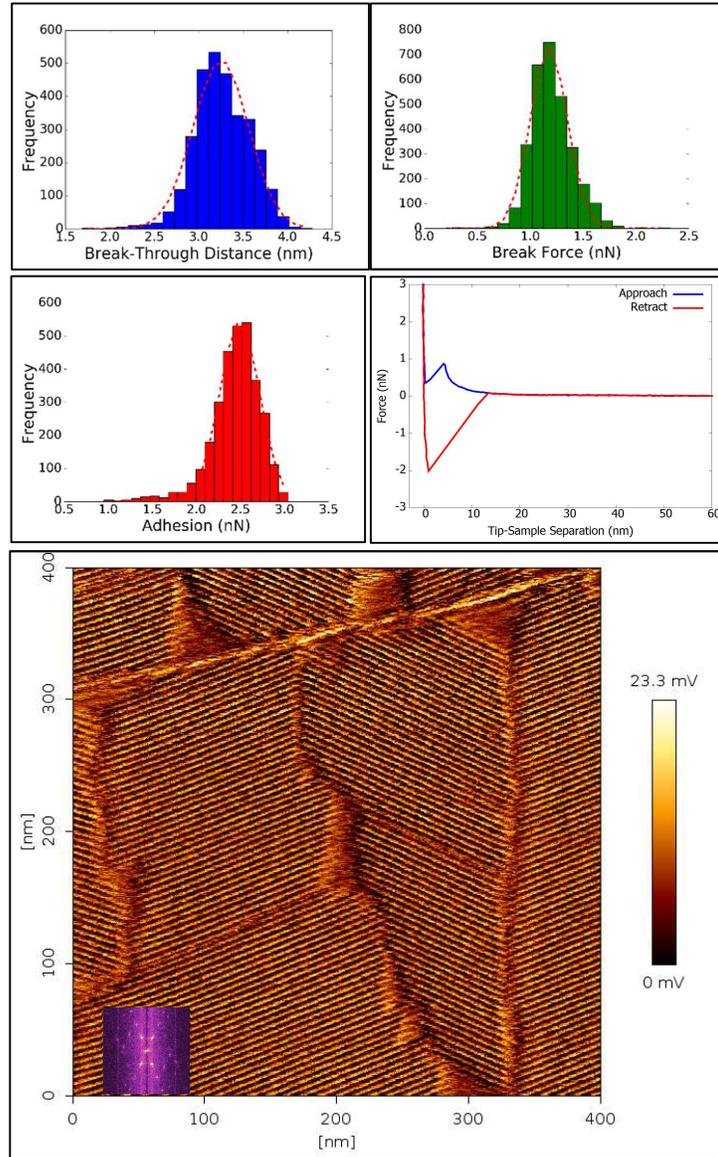 600
500
400
300
200
100
0
Frequency
1.5 2.0 2.5 3.0 3.5 4.0 4.5
Break-Through Distance (nm)
800
700
600
500
400
300
200
100
0
Frequency
0.0 0.5 1.0 1.5 2.0 2.5
Break Force (nN)
600
500
400
300
200
100
0
Frequency
0.5 1.0 1.5 2.0 2.5 3.0 3.5
Adhesion (nN)
Approach
Retract
3
2
1
0
-1
-2
-3
Force (nN)
0 10 20 30 40 50 60
Tip-Sample Separation (nm)
400
300
200
100
0
[nm]
0 100 200 300 400
[nm]
23.3 mV
0 mV